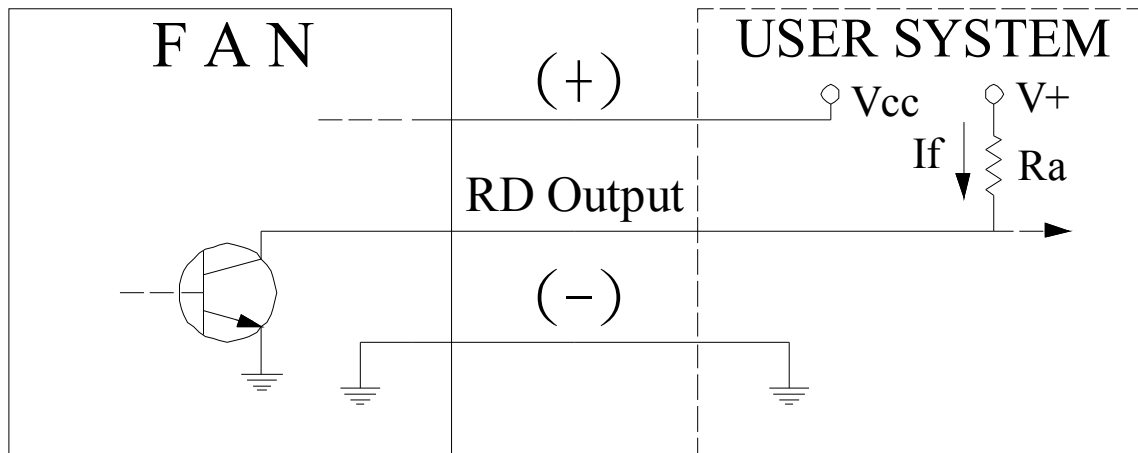 F A N
USER SYSTEM
(+)
Vcc
V+
If
Ra
RD Output
(-)